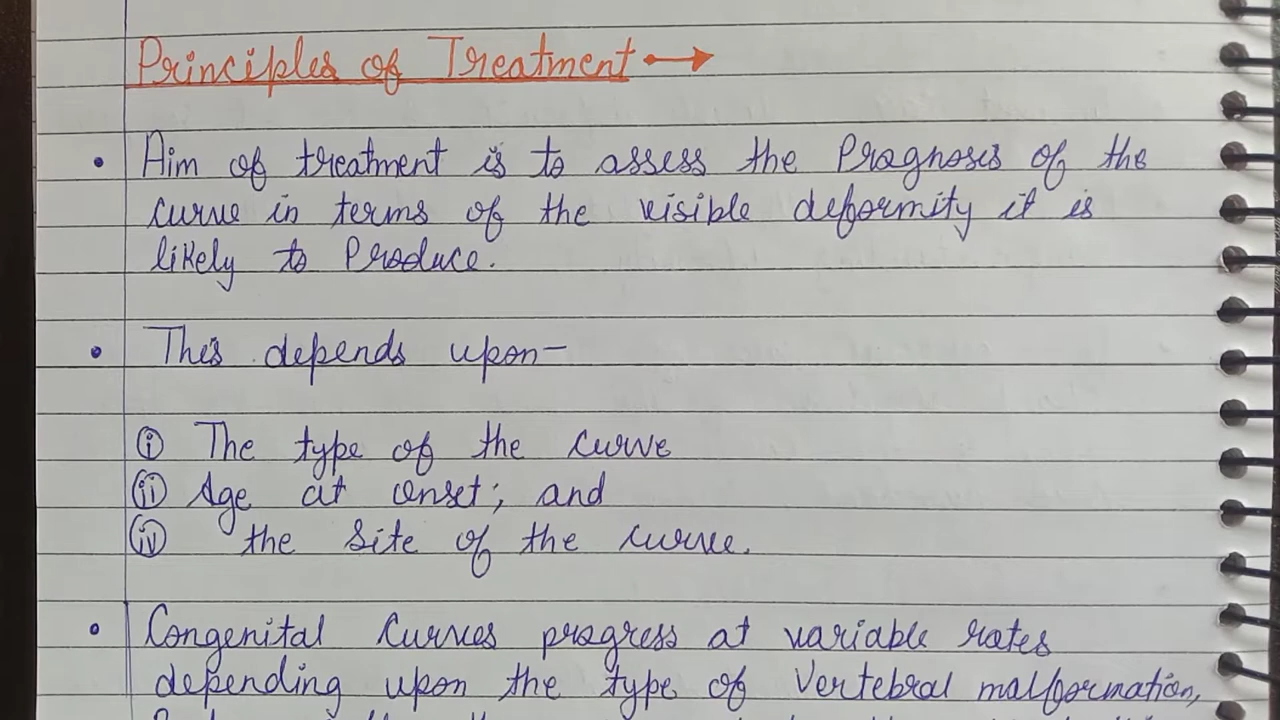 Principles of Treatment →
• Aim of treatment is to assess the Prognosis of the
curve in terms of the visible deformity it is
likely to Produce.
• This depends upon-
(i) The type of the curve
(ii) Age at onset; and
(iv) the site of the curve.
• Congenital curves progress at variable rates
depending upon the type of Vertebral malformation,